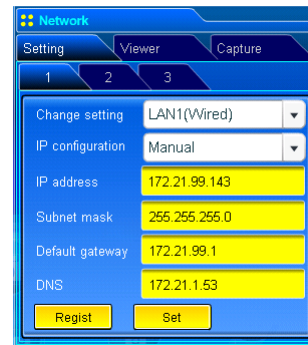 Network
Setting Viewer Capture
1 2 3
Change setting LAN1(Wired)
IP configuration Manual
IP address 172.21.99.143
Subnet mask 255.255.255.0
Default gateway 172.21.99.1
DNS 172.21.1.53
Regist Set